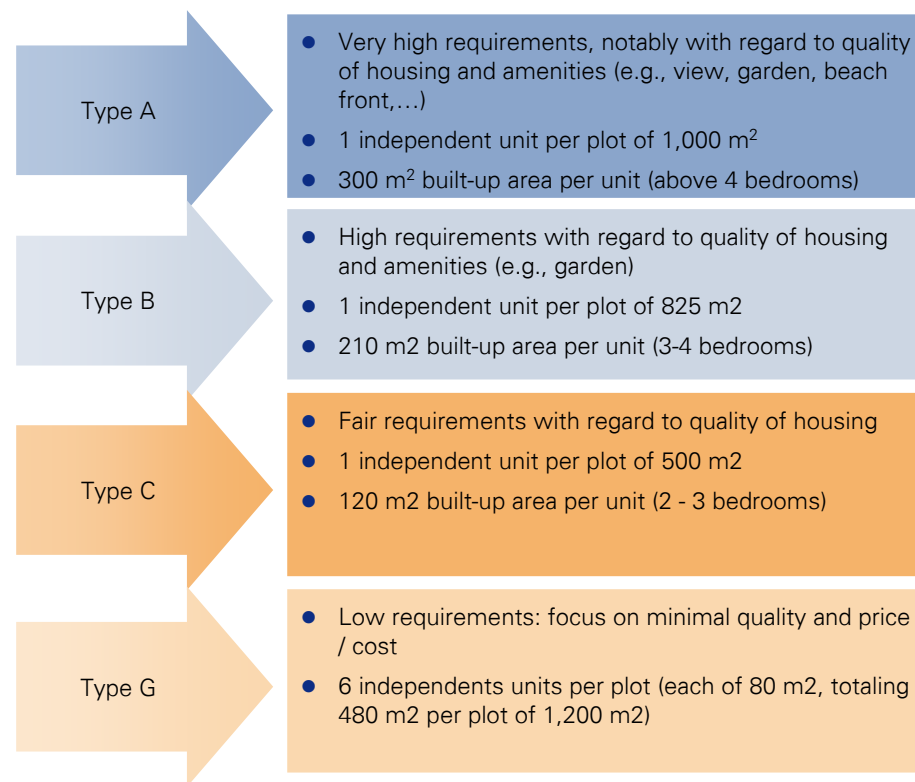 Type A
● Very high requirements, notably with regard to quality
of housing and amenities (e.g., view, garden, beach
front,…)
● 1 independent unit per plot of 1,000 m²
● 300 m² built-up area per unit (above 4 bedrooms)
Type B
● High requirements with regard to quality of housing
and amenities (e.g., garden)
● 1 independent unit per plot of 825 m2
● 210 m2 built-up area per unit (3-4 bedrooms)
Type C
● Fair requirements with regard to quality of housing
● 1 independent unit per plot of 500 m2
● 120 m2 built-up area per unit (2 - 3 bedrooms)
Type G
● Low requirements: focus on minimal quality and price
/ cost
● 6 independents units per plot (each of 80 m2, totaling
480 m2 per plot of 1,200 m2)